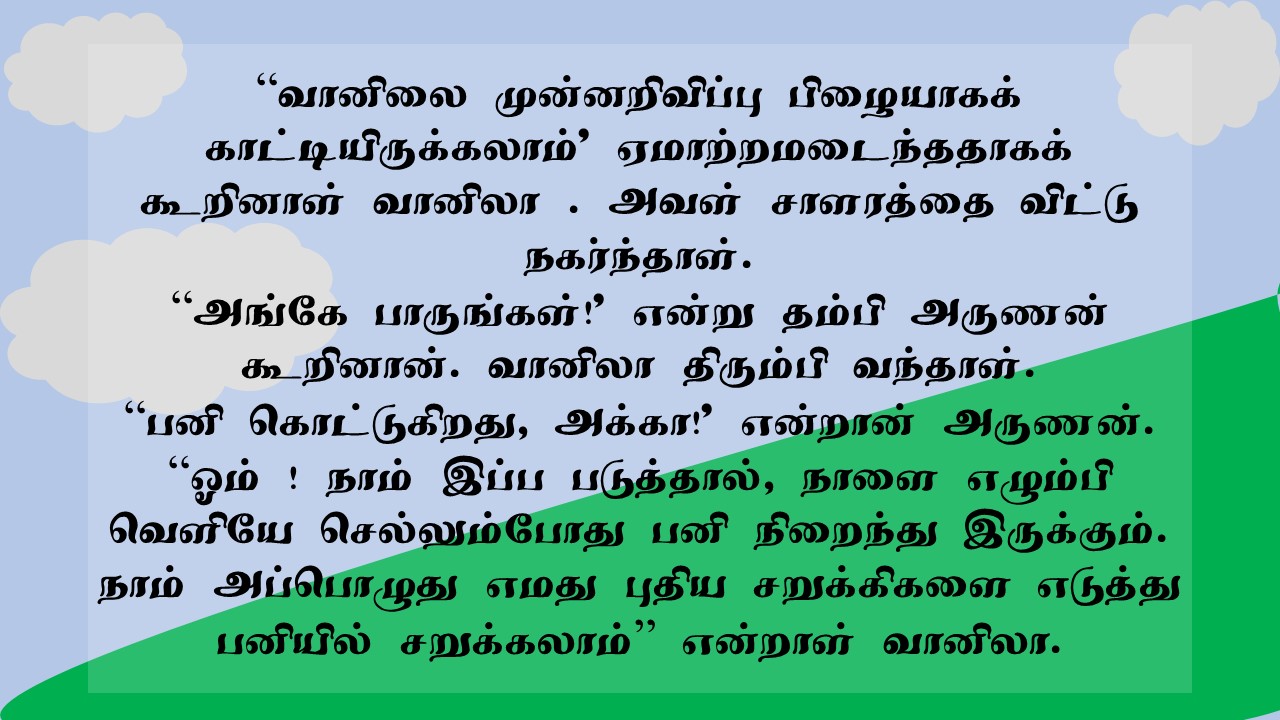 “வானிலை முன்னறிவிப்பு பிழையாகக்
காட்டியிருக்கலாம்’ ஏமாற்றமடைந்ததாகக்
கூறினாள் வானிலா . அவள் சாளரத்தை விட்டு
நகர்ந்தாள்.
“அங்கே பாருங்கள்!’ என்று தம்பி அருணன்
கூறினான். வானிலா திரும்பி வந்தாள்.
“பனி கொட்டுகிறது, அக்கா!’ என்றான் அருணன்.
“ஓம் ! நாம் இப்ப படுத்தால், நாளை எழும்பி
வெளியே செல்லும்போது பனி நிறைந்து இருக்கும்.
நாம் அப்பொழுது எமது புதிய சறுக்கிகளை எடுத்து
பனியில் சறுக்கலாம்” என்றாள் வானிலா.